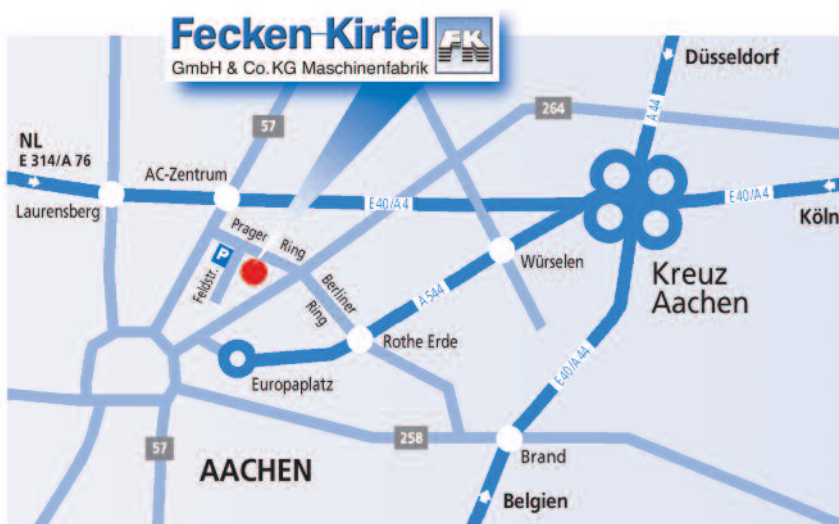 Fecken-Kirfel
FK
GmbH & Co. KG Maschinenfabrik
Düsseldorf
A 44
264
57
NL
E 314/A 76
AC-Zentrum
Laurensberg
E40/A4
E40/A4
Köln
Prager Ring
P
Feldstr.
Würselen
Kreuz
Aachen
Berliner
Ring
A 544
Rothe Erde
Europaplatz
E40/A44
258
57
Brand
AACHEN
Belgien